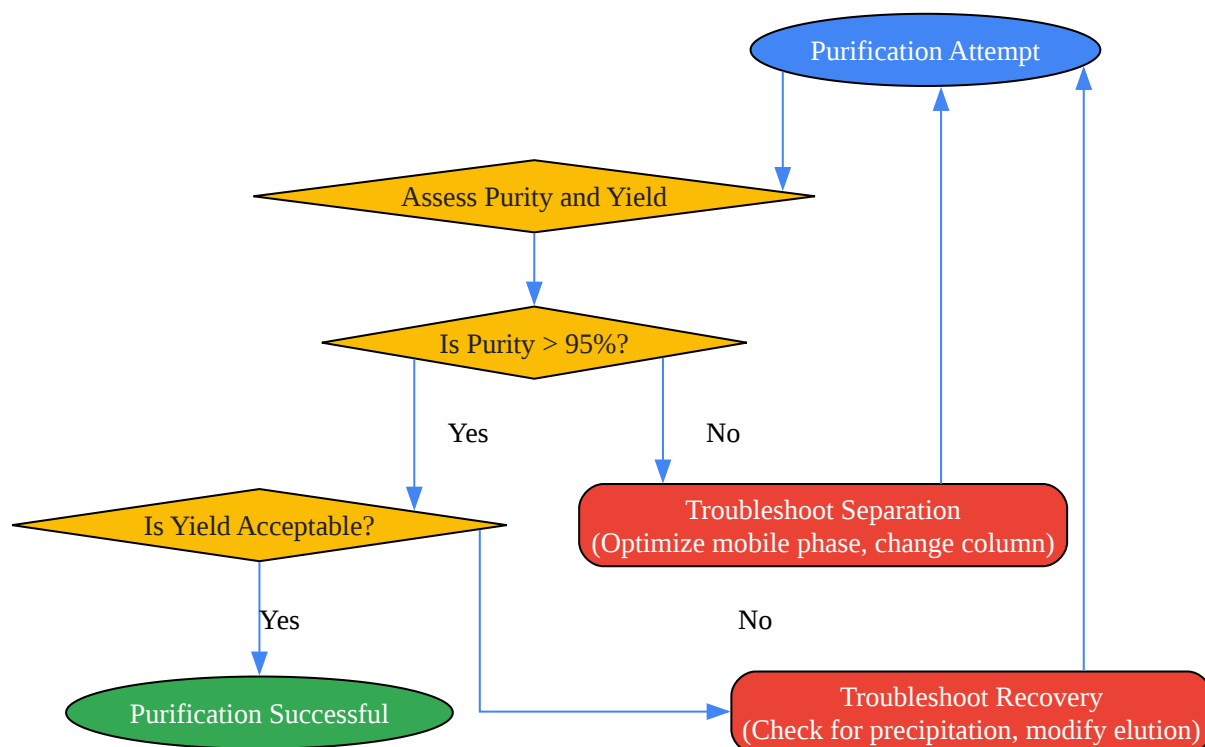 Purification Attempt
Assess Purity and Yield
Is Purity > 95%?
Yes
No
Is Yield Acceptable?
Troubleshoot Separation
(Optimize mobile phase, change column)
Yes
No
Purification Successful
Troubleshoot Recovery
(Check for precipitation, modify elution)